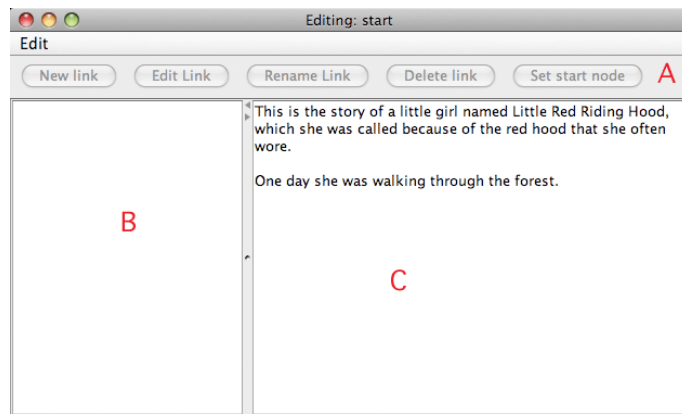 Editing: start
Edit
New link Edit Link Rename Link Delete link Set start node A
This is the story of a little girl named Little Red Riding Hood,
which she was called because of the red hood that she often
wore.
One day she was walking through the forest.
B
C